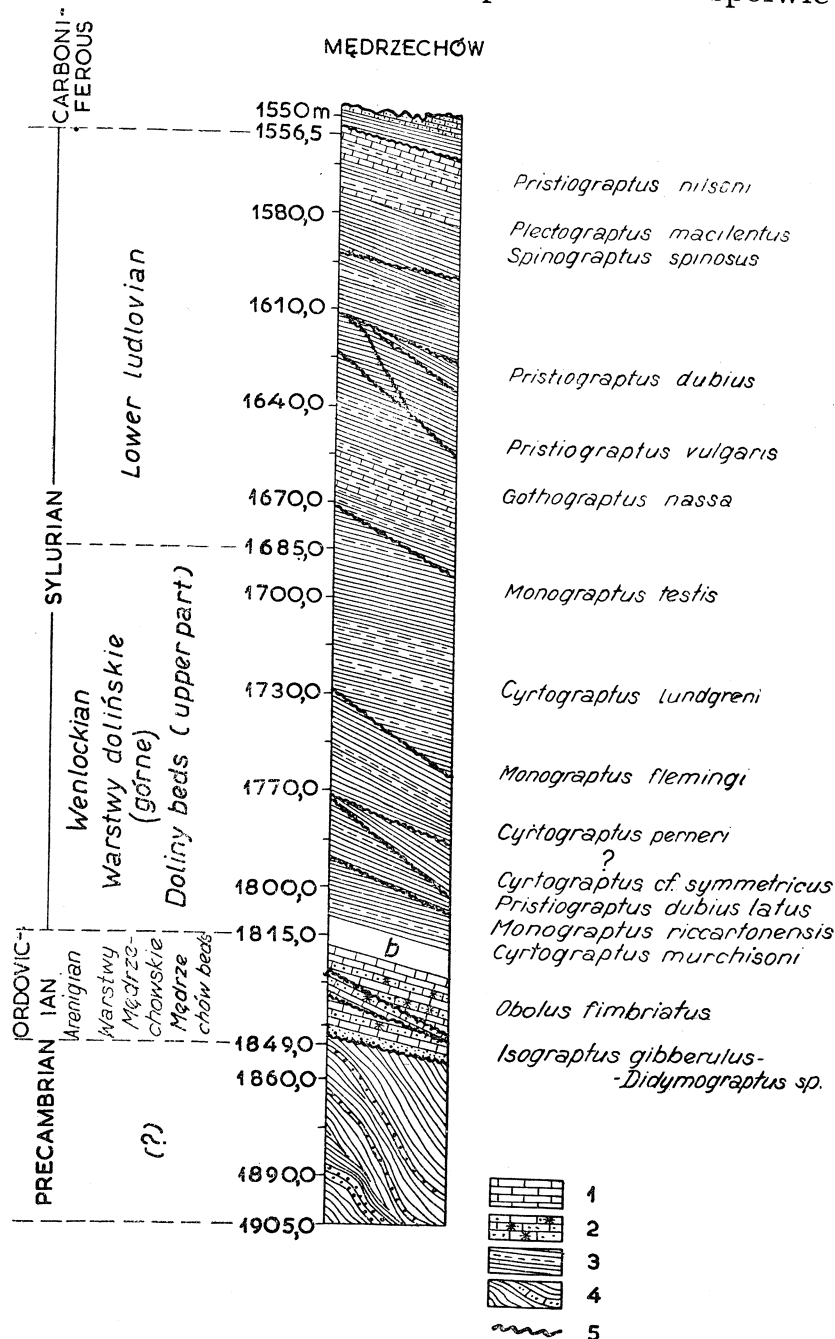 MĘDRZECHÓW
CARBONI-
FEROUS
SYLURIAN
ORDOVIC-
IAN
PRECAMBRIAN
Lower ludlovian
Wenlockian
Warstwy dolińskie
(górne)
Doliny beds (upper part)
Arenigian
Warstwy
Mędrze-
chowskie
Mędrze
chów beds
(?)
1550 m
1556,5
1580,0
1610,0
1640,0
1670,0
1685,0
1700,0
1730,0
1770,0
1800,0
1815,0
1849,0
1860,0
1890,0
1905,0
b
Pristiograptus nilsoni
Plectograptus macilentus
Spinograptus spinosus
Pristiograptus dubius
Pristiograptus vulgaris
Gothograptus nassa
Monograptus testis
Cyrtograptus lundgreni
Monograptus flemingi
Cyrtograptus perneri
?
Cyrtograptus cf. symmetricus
Pristiograptus dubius latus
Monograptus riccartonensis
Cyrtograptus murchisoni
Obolus fimbriatus
Isograptus gibberulus-
-Didymograptus sp.
1
2
3
4
5